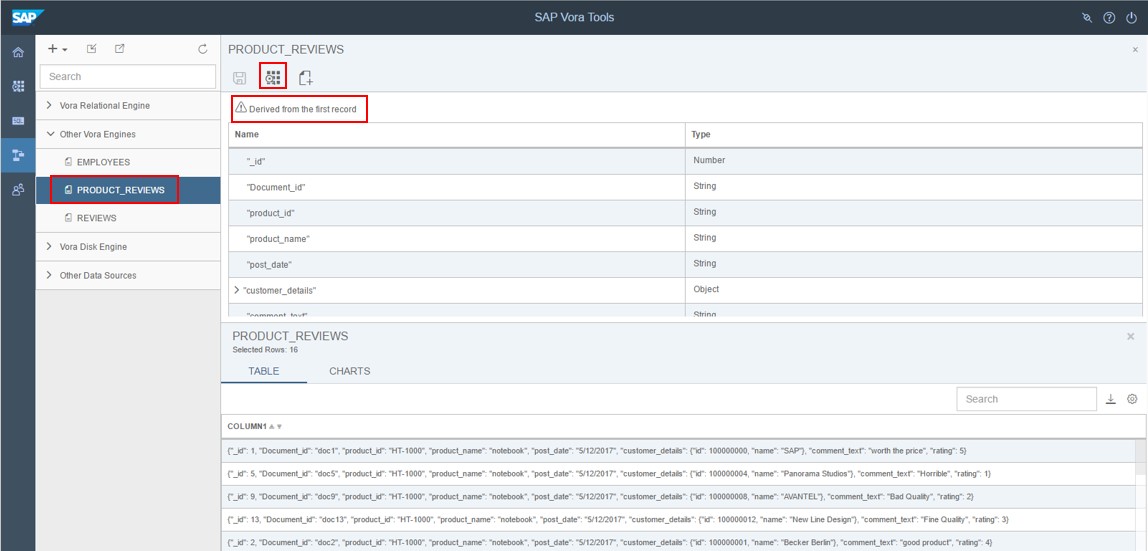 SAP
SAP Vora Tools
Search
Vora Relational Engine
Other Vora Engines
EMPLOYEES
PRODUCT_REVIEWS
REVIEWS
Vora Disk Engine
Other Data Sources
PRODUCT_REVIEWS
Derived from the first record
Name Type
"_id" Number
"Document_id" String
"product_id" String
"product_name" String
"post_date" String
"customer_details" Object
"comment_text" String
PRODUCT_REVIEWS
Selected Rows: 16
TABLE CHARTS
Search
COLUMN1
{"_id": 1, "Document_id": "doc1", "product_id": "HT-1000", "product_name": "notebook", "post_date": "5/12/2017", "customer_details": {"id": 100000000, "name": "SAP"}, "comment_text": "worth the price", "rating": 5}
{"_id": 5, "Document_id": "doc5", "product_id": "HT-1000", "product_name": "notebook", "post_date": "5/12/2017", "customer_details": {"id": 100000004, "name": "Panorama Studios"}, "comment_text": "Horrible", "rating": 1}
{"_id": 9, "Document_id": "doc9", "product_id": "HT-1000", "product_name": "notebook", "post_date": "5/12/2017", "customer_details": {"id": 100000008, "name": "AVANTEL"}, "comment_text": "Bad Quality", "rating": 2}
{"_id": 13, "Document_id": "doc13", "product_id": "HT-1000", "product_name": "notebook", "post_date": "5/12/2017", "customer_details": {"id": 100000012, "name": "New Line Design"}, "comment_text": "Fine Quality", "rating": 3}
{"_id": 2, "Document_id": "doc2", "product_id": "HT-1000", "product_name": "notebook", "post_date": "5/12/2017", "customer_details": {"id": 100000001, "name": "Becker Berlin"}, "comment_text": "good product", "rating": 4}